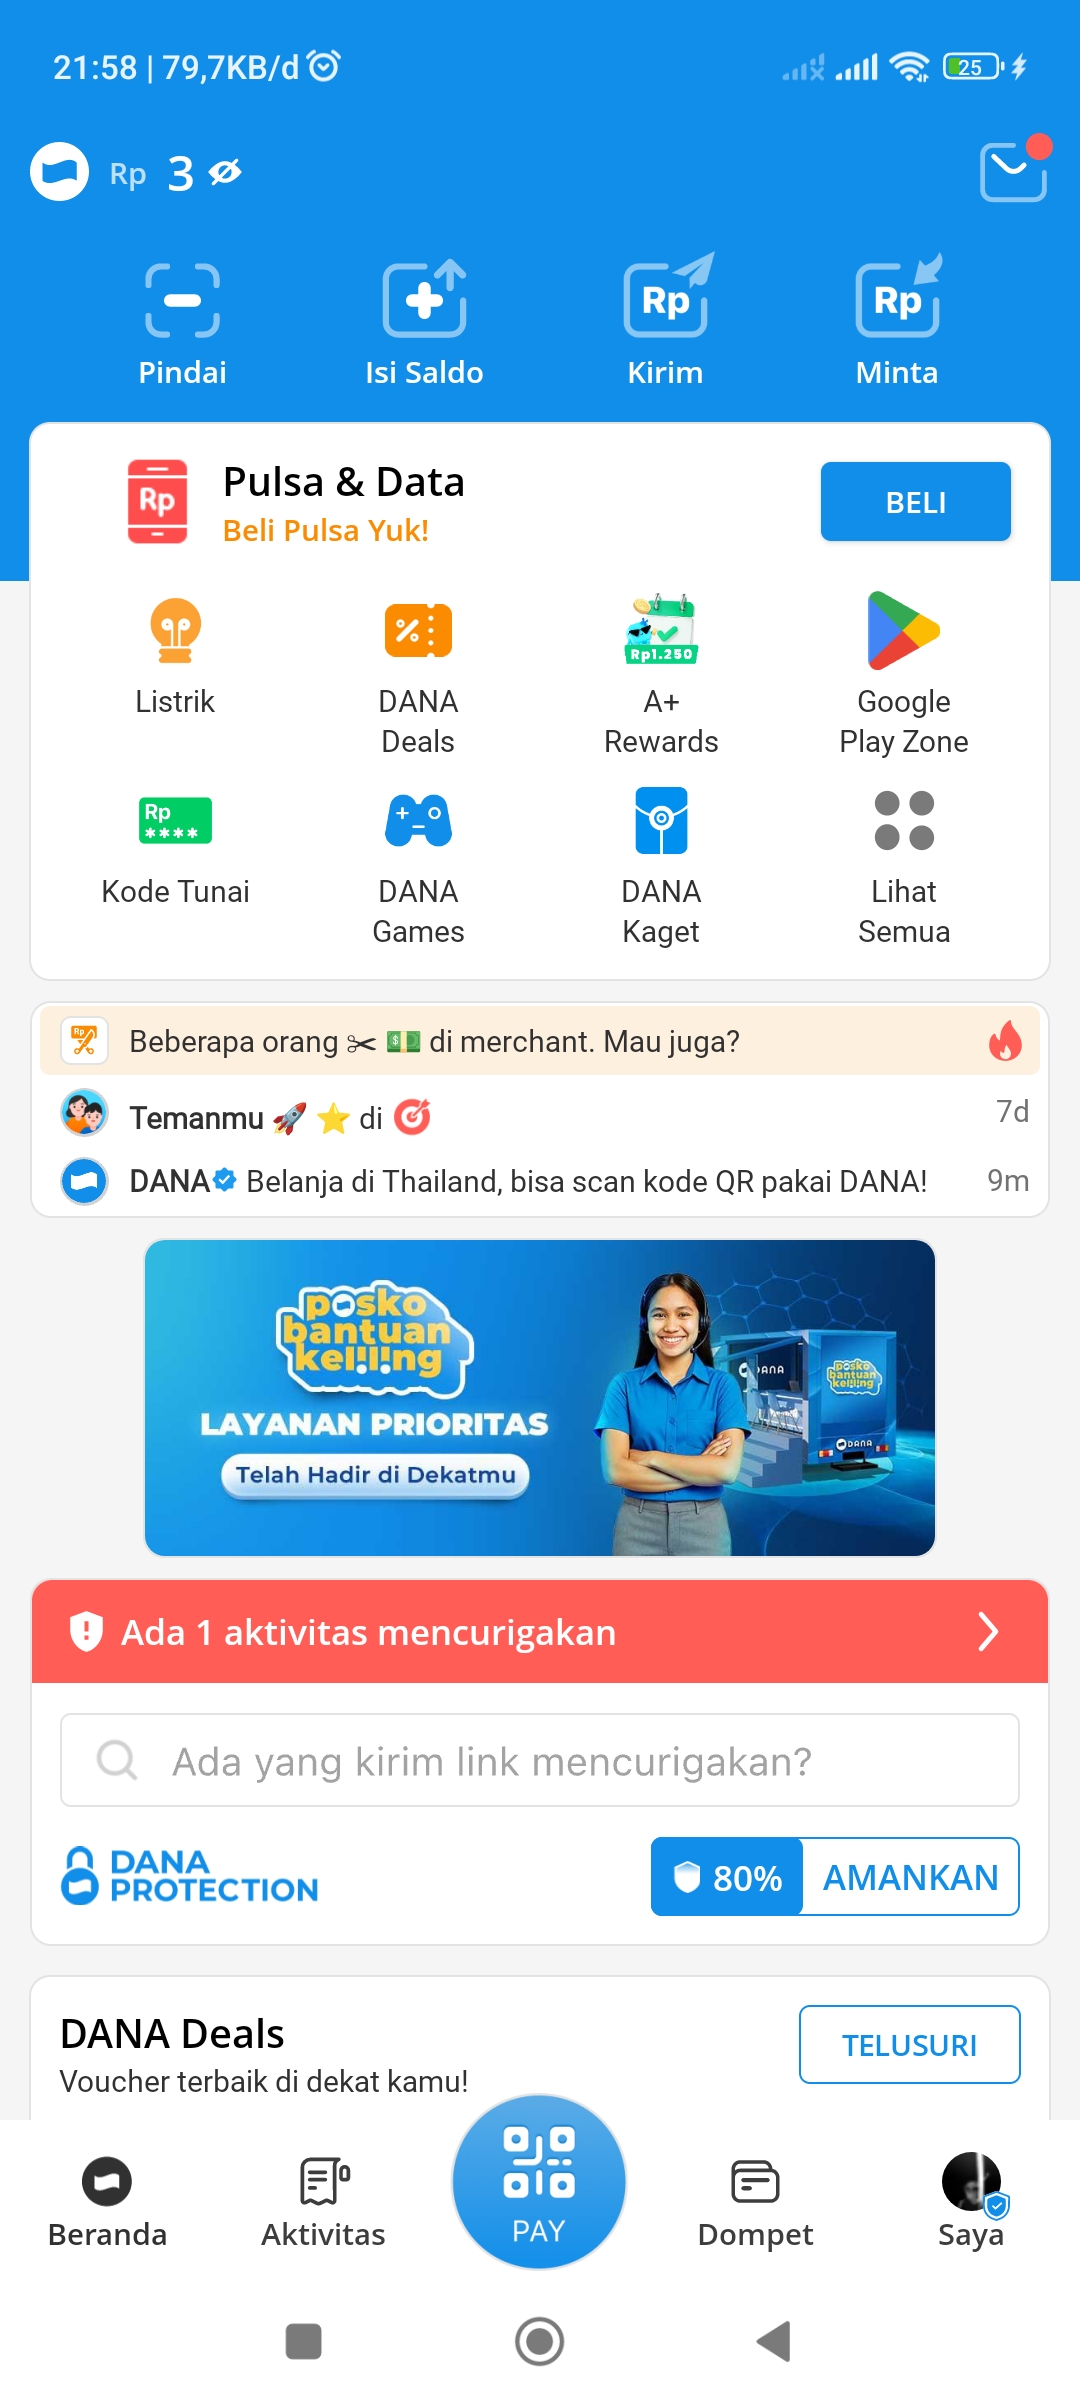 21:58 | 79,7KB/d
25
Rp 3
Rp
Rp
Pindai
Isi Saldo
Kirim
Minta
Rp
Pulsa & Data
Beli Pulsa Yuk!
BELI
Rp1.250
Listrik
DANA
Deals
A+
Rewards
Google
Play Zone
Rp
****
Kode Tunai
DANA
Games
DANA
Kaget
Lihat
Semua
Rp
Beberapa orang ✂️ 💵 di merchant. Mau juga?
Temanmu 🚀 ⭐ di 🎯
7d
DANA Belanja di Thailand, bisa scan kode QR pakai DANA!
9m
posko
bantuan
keliling
LAYANAN PRIORITAS
Telah Hadir di Dekatmu
DANA
posko
bantuan
keliling
DANA
Ada 1 aktivitas mencurigakan
Ada yang kirim link mencurigakan?
DANA
PROTECTION
80%
AMANKAN
DANA Deals
Voucher terbaik di dekat kamu!
TELUSURI
Beranda
Aktivitas
PAY
Dompet
Saya